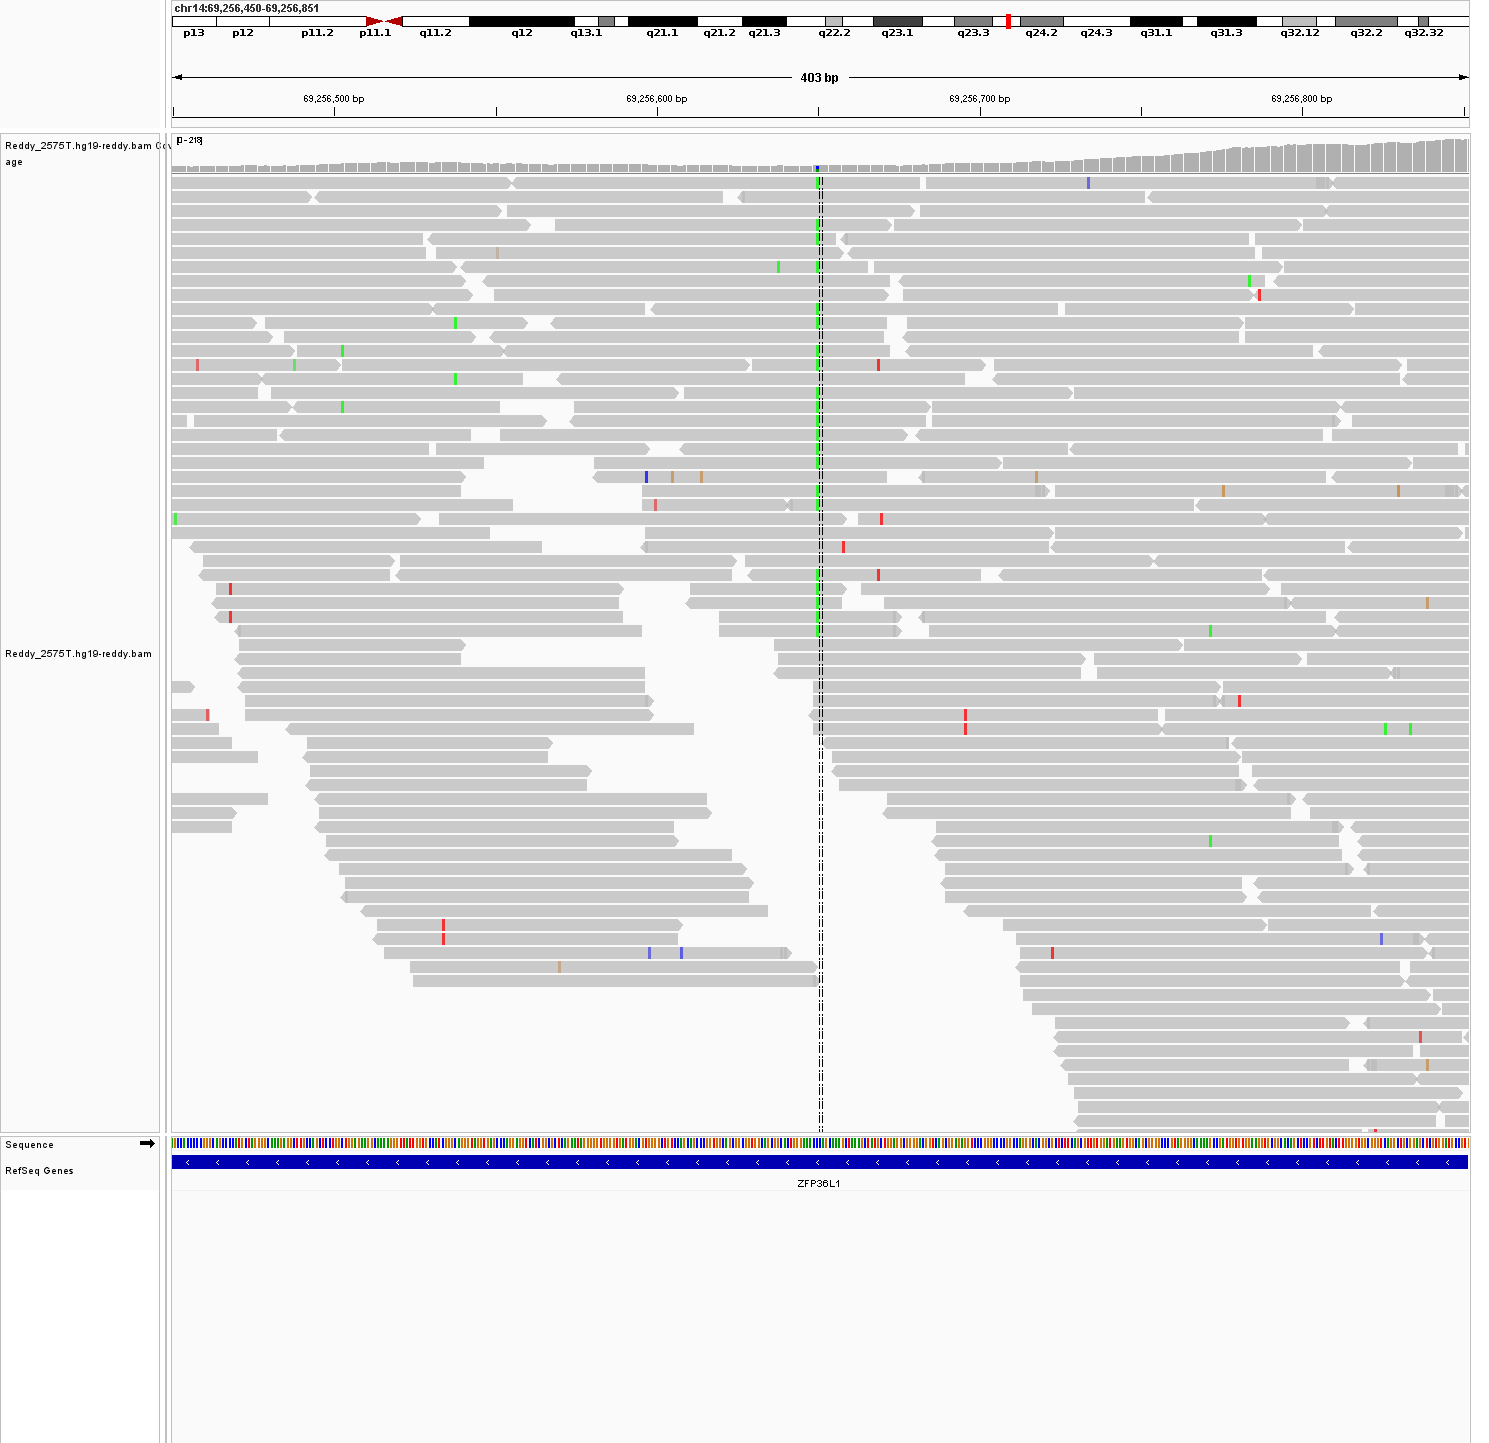 chr14:69,256,450-69,256,851
p13 p12 p11.2 p11.1 q11.2 q12 q13.1 q21.1 q21.2 q21.3 q22.2 q23.1 q23.3 q24.2 q24.3 q31.1 q31.3 q32.12 q32.2 q32.32
403 bp
69,256,500 bp 69,256,600 bp 69,256,700 bp 69,256,800 bp
[0 - 218]
Reddy_2575T.hg19-reddy.bam Cov
age
Reddy_2575T.hg19-reddy.bam
Sequence
RefSeq Genes
ZFP36L1